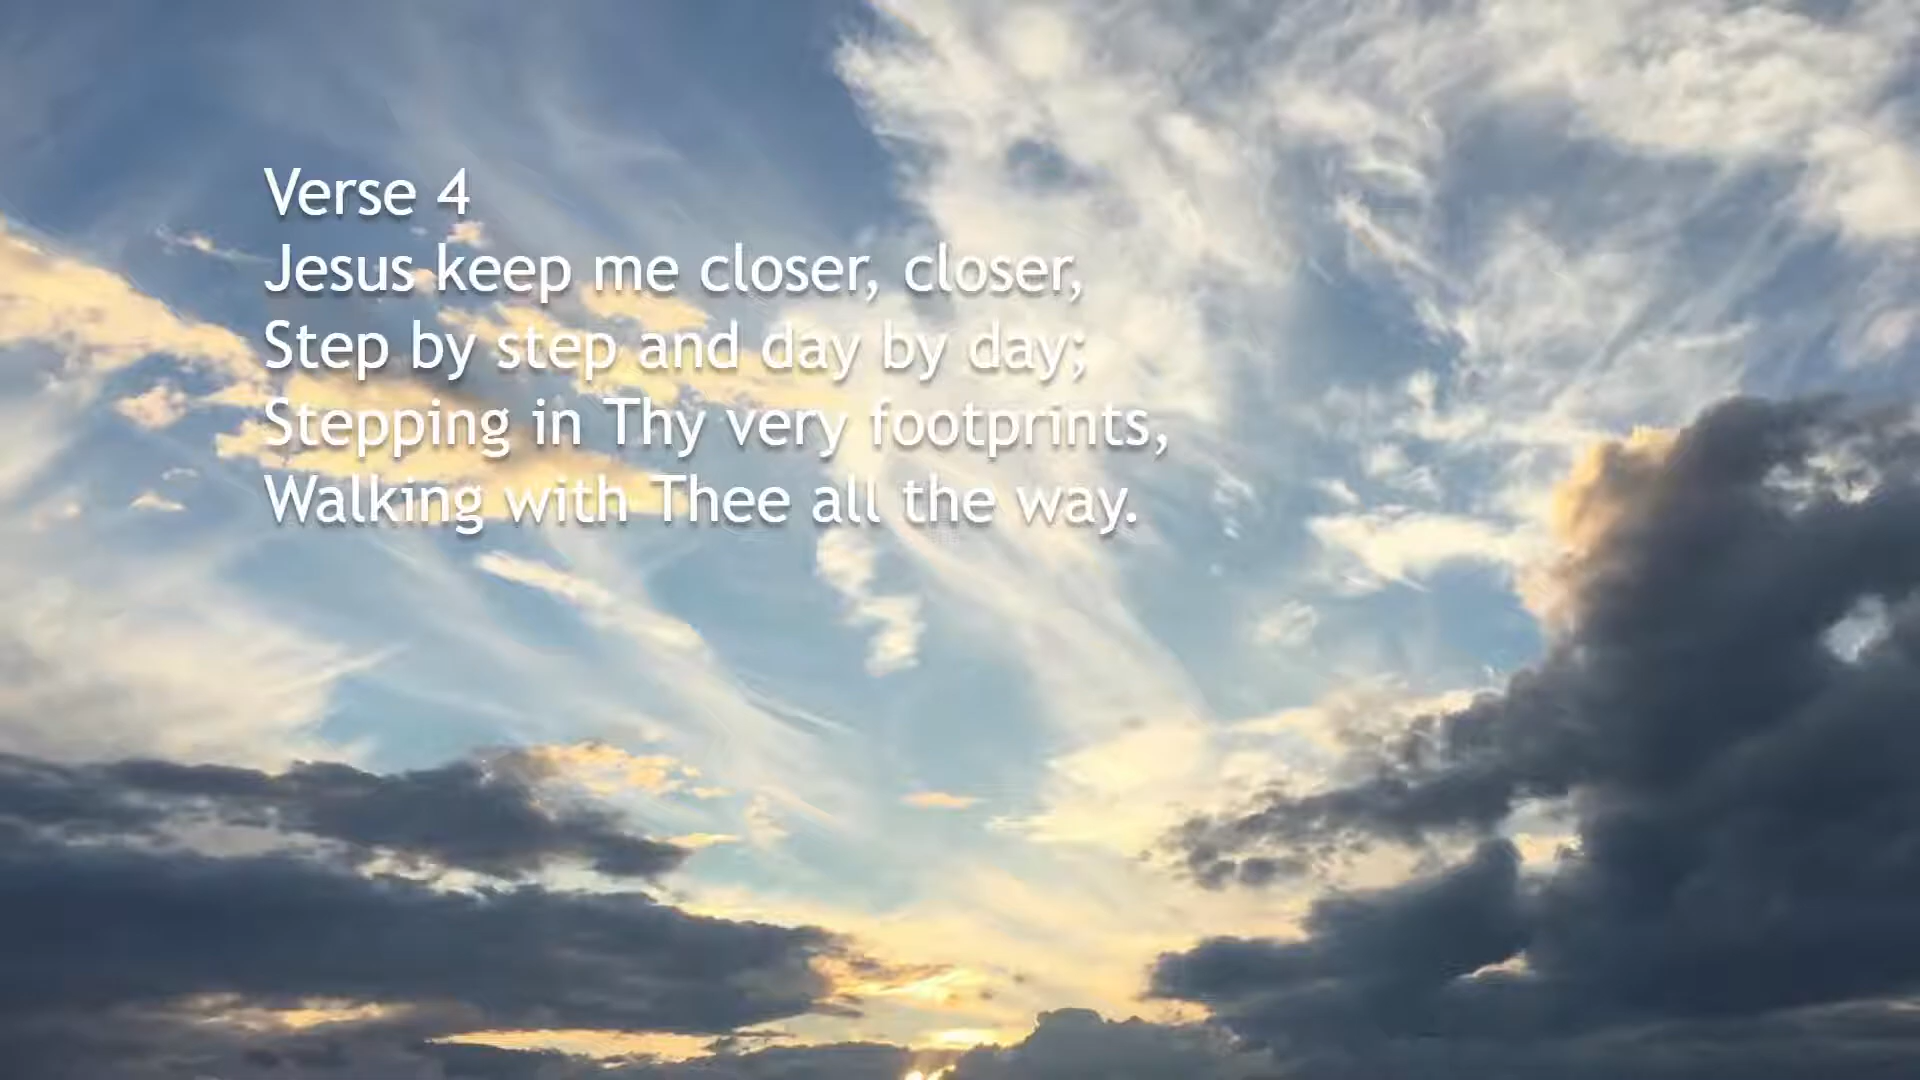 Verse 4
Jesus keep me closer, closer,
Step by step and day by day;
Stepping in Thy very footprints,
Walking with Thee all the way.